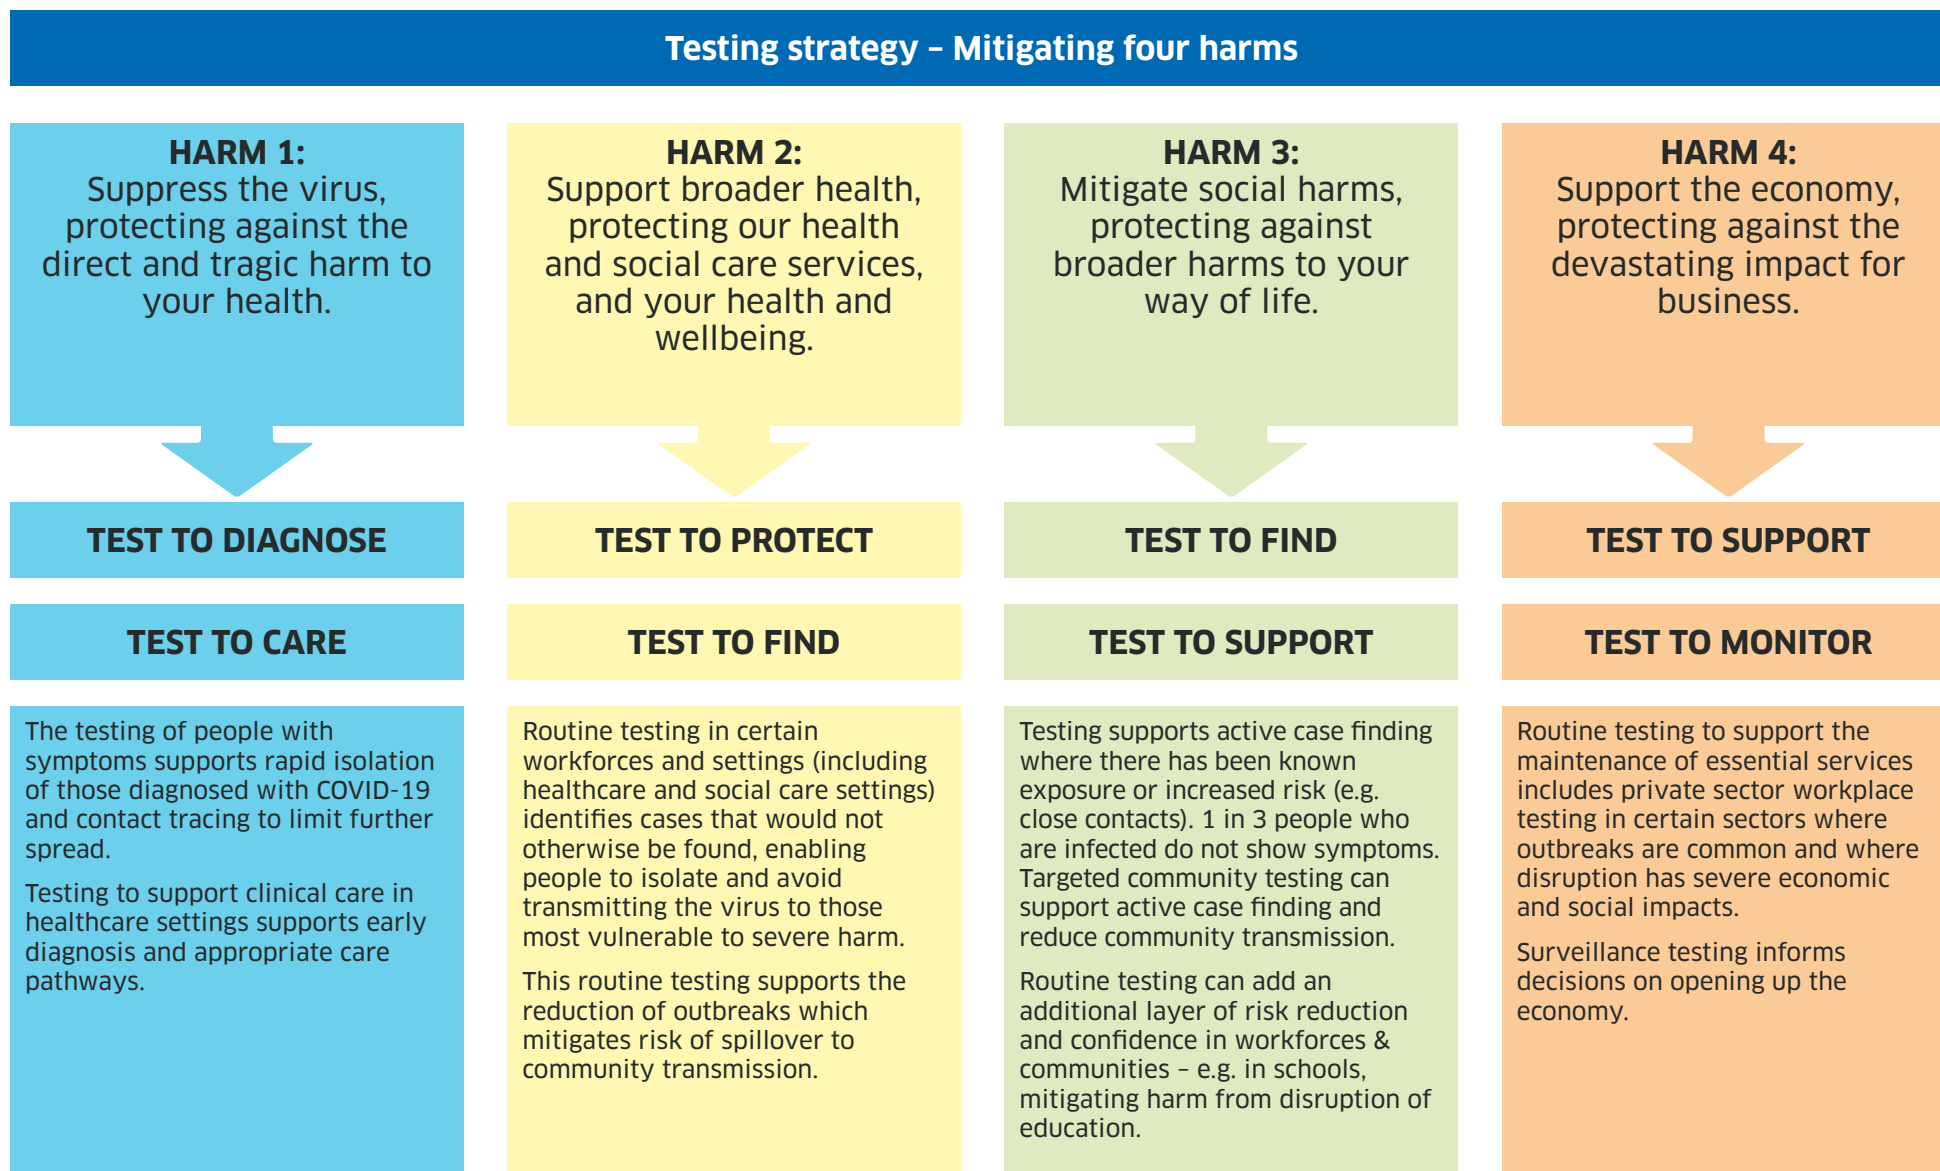 Testing strategy – Mitigating four harms
HARM 1:
Suppress the virus,
protecting against the
direct and tragic harm to
your health.
TEST TO DIAGNOSE
TEST TO CARE
The testing of people with
symptoms supports rapid isolation
of those diagnosed with COVID-19
and contact tracing to limit further
spread.
Testing to support clinical care in
healthcare settings supports early
diagnosis and appropriate care
pathways.
HARM 2:
Support broader health,
protecting our health
and social care services,
and your health and
wellbeing.
TEST TO PROTECT
TEST TO FIND
Routine testing in certain
workforces and settings (including
healthcare and social care settings)
identifies cases that would not
otherwise be found, enabling
people to isolate and avoid
transmitting the virus to those
most vulnerable to severe harm.
This routine testing supports the
reduction of outbreaks which
mitigates risk of spillover to
community transmission.
HARM 3:
Mitigate social harms,
protecting against
broader harms to your
way of life.
TEST TO FIND
TEST TO SUPPORT
Testing supports active case finding
where there has been known
exposure or increased risk (e.g.
close contacts). 1 in 3 people who
are infected do not show symptoms.
Targeted community testing can
support active case finding and
reduce community transmission.
Routine testing can add an
additional layer of risk reduction
and confidence in workforces &
communities – e.g. in schools,
mitigating harm from disruption of
education.
HARM 4:
Support the economy,
protecting against the
devastating impact for
business.
TEST TO SUPPORT
TEST TO MONITOR
Routine testing to support the
maintenance of essential services
includes private sector workplace
testing in certain sectors where
outbreaks are common and where
disruption has severe economic
and social impacts.
Surveillance testing informs
decisions on opening up the
economy.